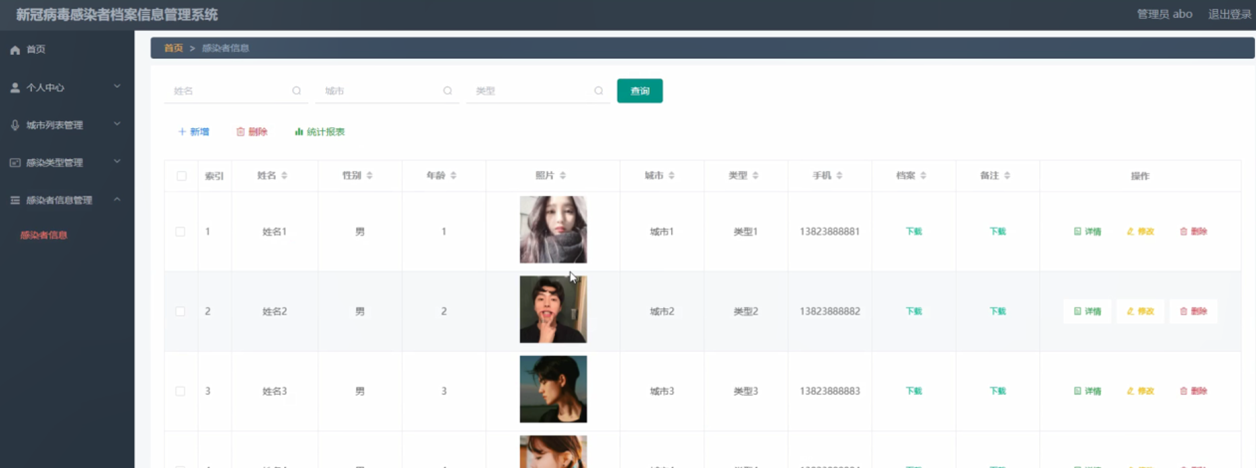 新冠病毒感染者档案信息管理系统 管理员 abo 退出登录
首页
个人中心
城市列表管理
感染类型管理
感染者信息管理
感染者信息
首页 > 感染者信息
姓名 城市 类型 查询
新增 删除 统计报表
索引 姓名 性别 年龄 照片 城市 类型 手机 档案 备注 操作
1 姓名1 男 1 城市1 类型1 13823888881 下载 下载 详情 修改 删除
2 姓名2 男 2 城市2 类型2 13823888882 下载 下载 详情 修改 删除
3 姓名3 男 3 城市3 类型3 13823888883 下载 下载 详情 修改 删除